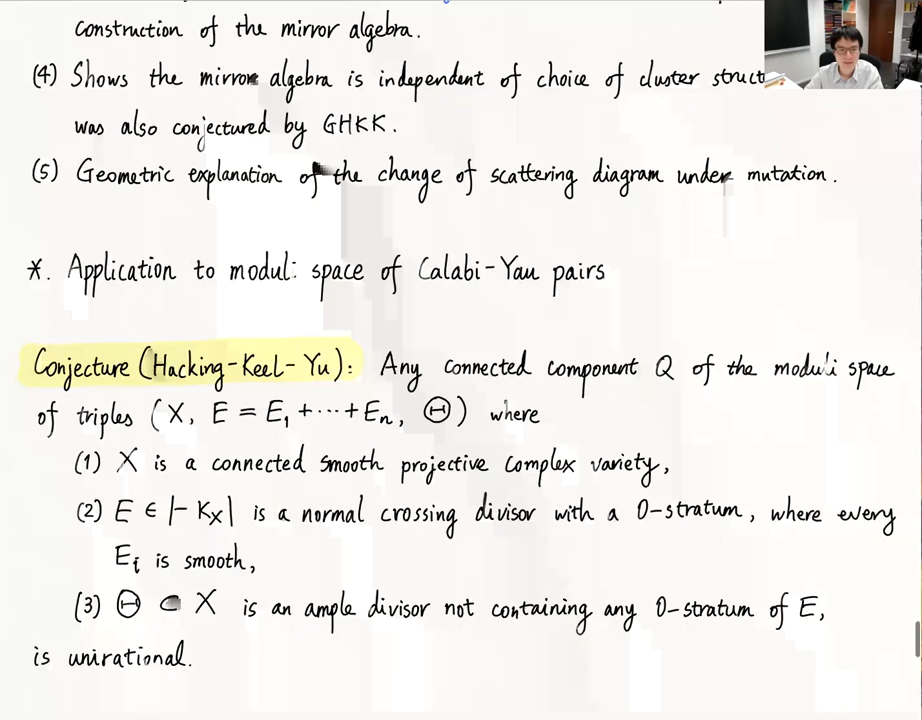 construction of the mirror algebra.
(4) Shows the mirror algebra is independent of choice of cluster struct
was also conjectured by GHKK.
(5) Geometric explanation of the change of scattering diagram under mutation.
*. Application to moduli space of Calabi-Yau pairs
Conjecture (Hacking-Keel-Yu): Any connected component Q of the moduli space
of triples (X, E = E₁ + ⋯ + Eₙ, Θ) where
(1) X is a connected smooth projective complex variety,
(2) E ∈ |-K_X| is a normal crossing divisor with a 0-stratum, where every
Eᵢ is smooth,
(3) Θ ⊂ X is an ample divisor not containing any 0-stratum of E,
is unirational.